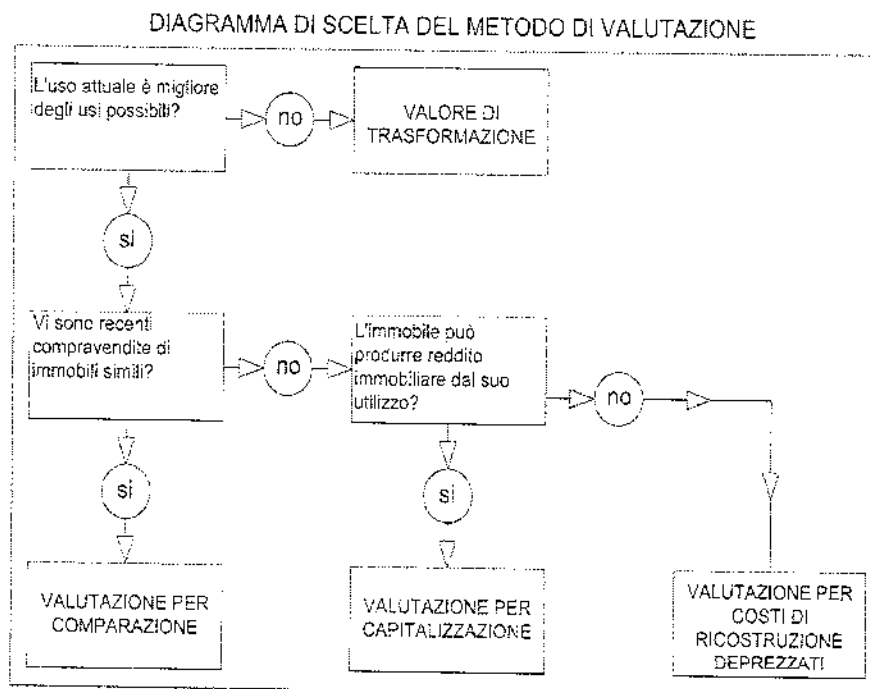 DIAGRAMMA DI SCELTA DEL METODO DI VALUTAZIONE
L'uso attuale è migliore
degli usi possibili?
no
VALORE DI
TRASFORMAZIONE
si
Vi sono recenti
compravendite di
immobili simili?
no
L'immobile può
produrre reddito
immobiliare dal suo
utilizzo?
no
si
si
VALUTAZIONE PER
COMPARAZIONE
VALUTAZIONE PER
CAPITALIZZAZIONE
VALUTAZIONE PER
COSTI DI
RICOSTRUZIONE
DEPREZZATI